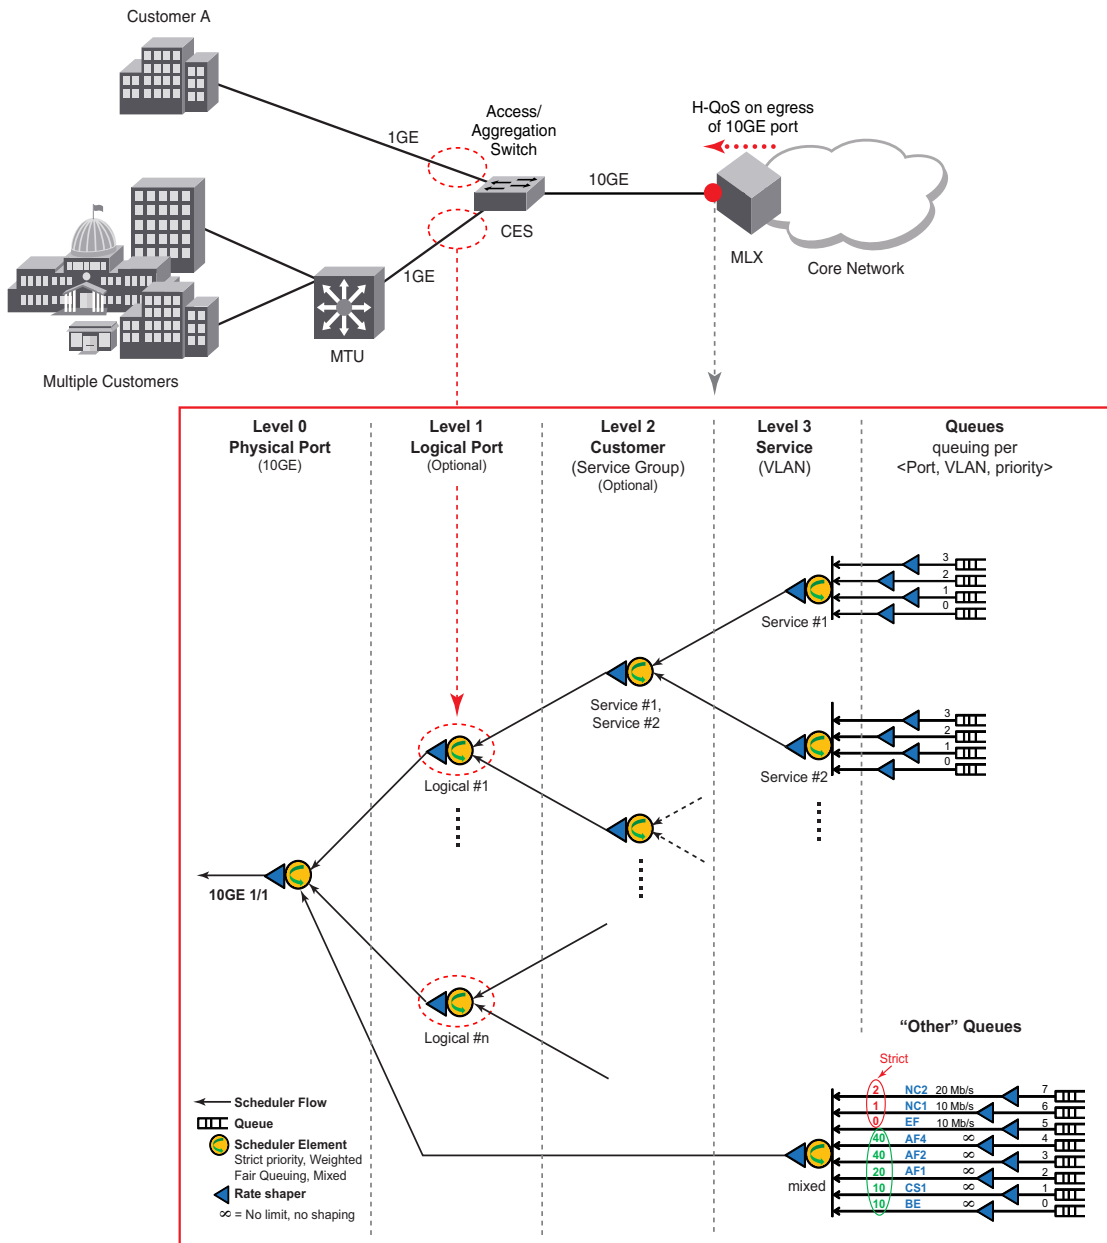 Customer A
1GE
Access/
Aggregation
Switch
H-QoS on egress
of 10GE port
10GE
CES
MLX
Core Network
1GE
MTU
Multiple Customers
Level 0
Physical Port
(10GE)
Level 1
Logical Port
(Optional)
Level 2
Customer
(Service Group)
(Optional)
Level 3
Service
(VLAN)
Queues
queuing per
<Port, VLAN, priority>
3
2
1
0
Service #1
Service #1,
Service #2
3
2
1
0
Service #2
Logical #1
10GE 1/1
Logical #n
"Other" Queues
Strict
2 NC2 20 Mb/s 7
1 NC1 10 Mb/s 6
0 EF 10 Mb/s 5
40 AF4 ∞ 4
40 AF2 ∞ 3
20 AF1 ∞ 2
10 CS1 ∞ 1
10 BE ∞ 0
mixed
Scheduler Flow
Queue
Scheduler Element
Strict priority, Weighted
Fair Queuing, Mixed
Rate shaper
∞ = No limit, no shaping